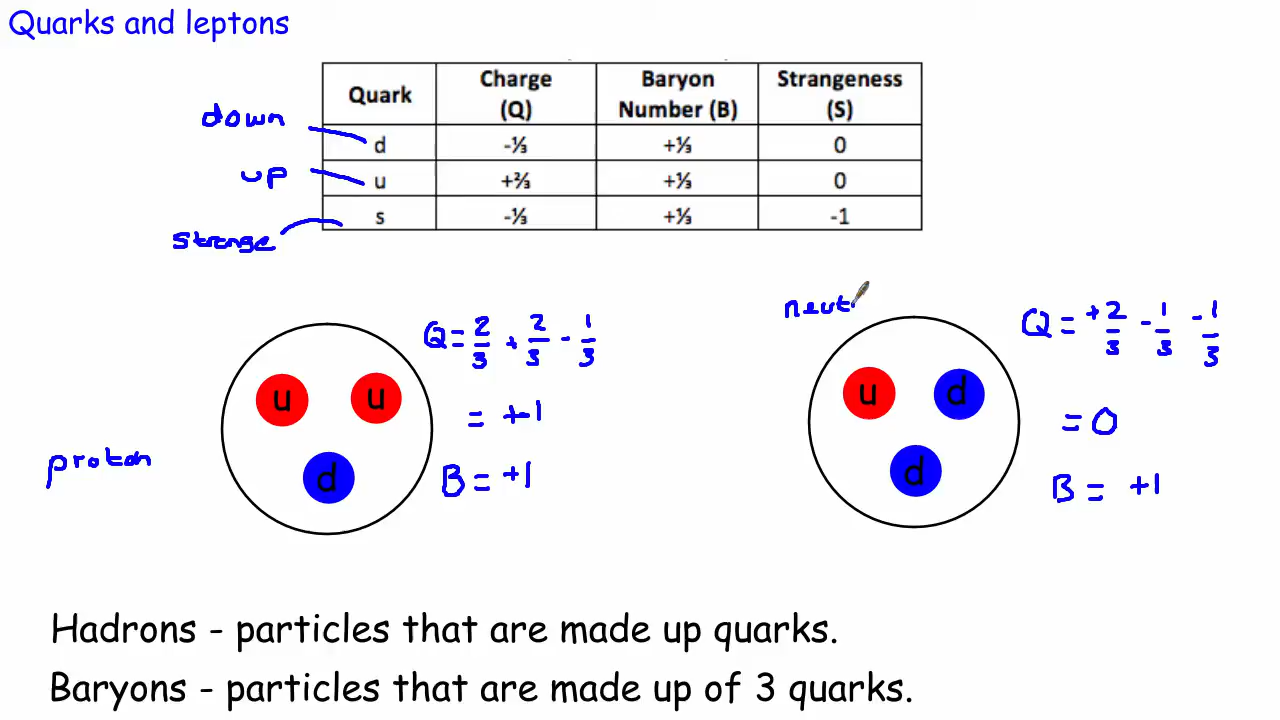 Quarks and leptons
Quark Charge (Q) Baryon Number (B) Strangeness (S)
down
d -⅓ +⅓ 0
up
u +⅔ +⅓ 0
strange
s -⅓ +⅓ -1
proton
u u
d
Q = 2/3 + 2/3 - 1/3
= +1
B = +1
neut
u d
d
Q = +2/3 - 1/3 - 1/3
= 0
B = +1
Hadrons - particles that are made up quarks.
Baryons - particles that are made up of 3 quarks.